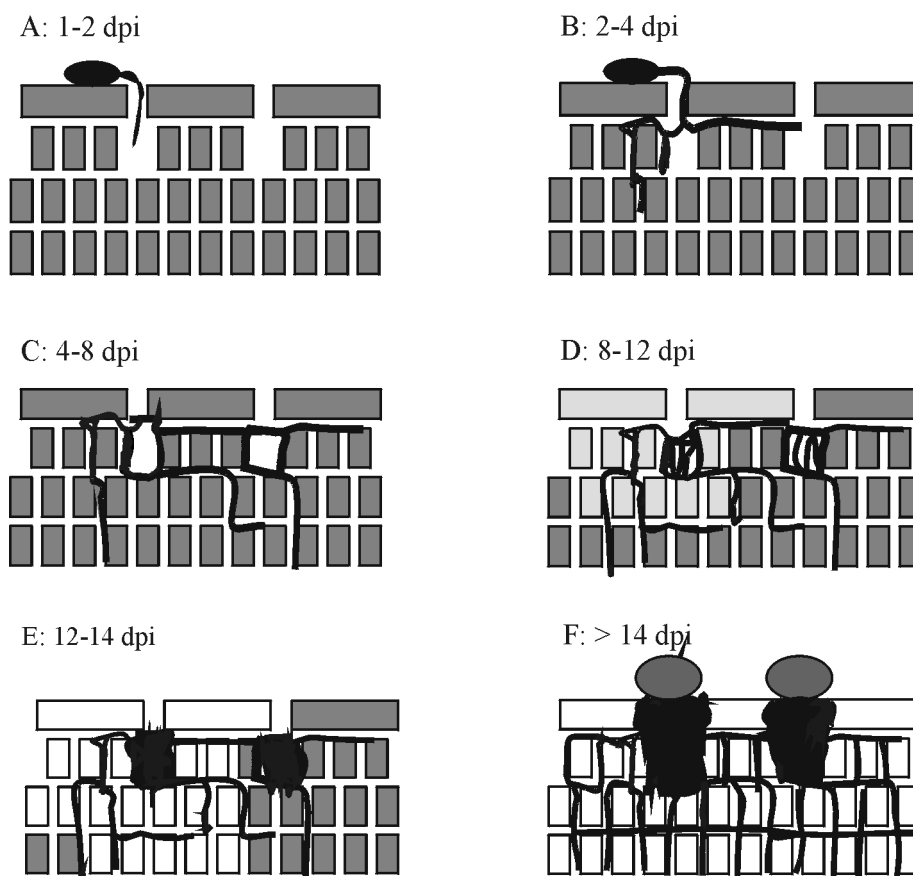 A: 1-2 dpi
B: 2-4 dpi
C: 4-8 dpi
D: 8-12 dpi
E: 12-14 dpi
F: > 14 dpi